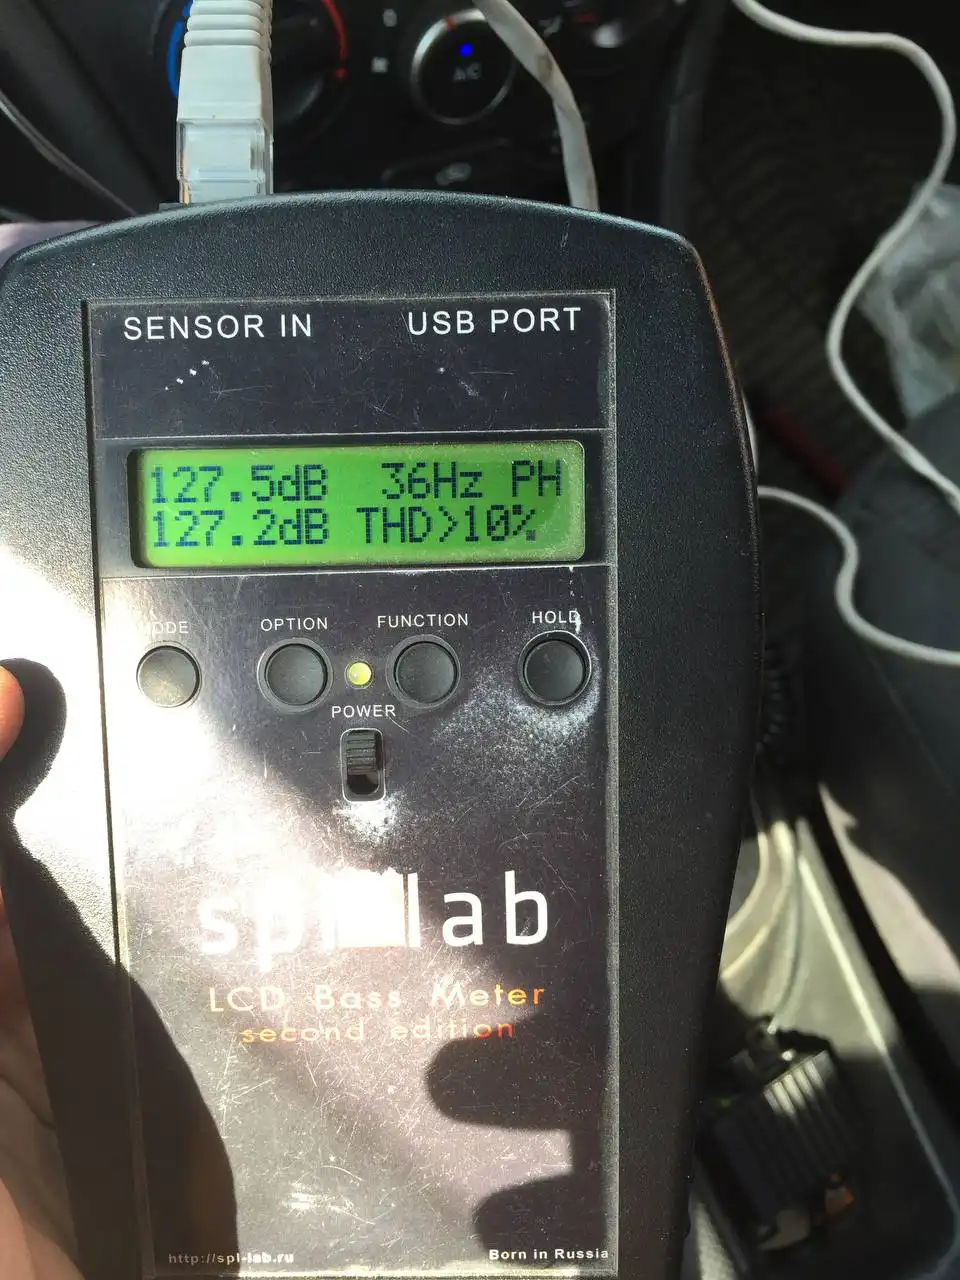 A/C
SENSOR IN USB PORT
127.5dB 36Hz PH
127.2dB THD>10%
MODE OPTION FUNCTION HOLD
POWER
spl lab
LCD Bass Meter
second edition
http://spl-lab.ru Born in Russia